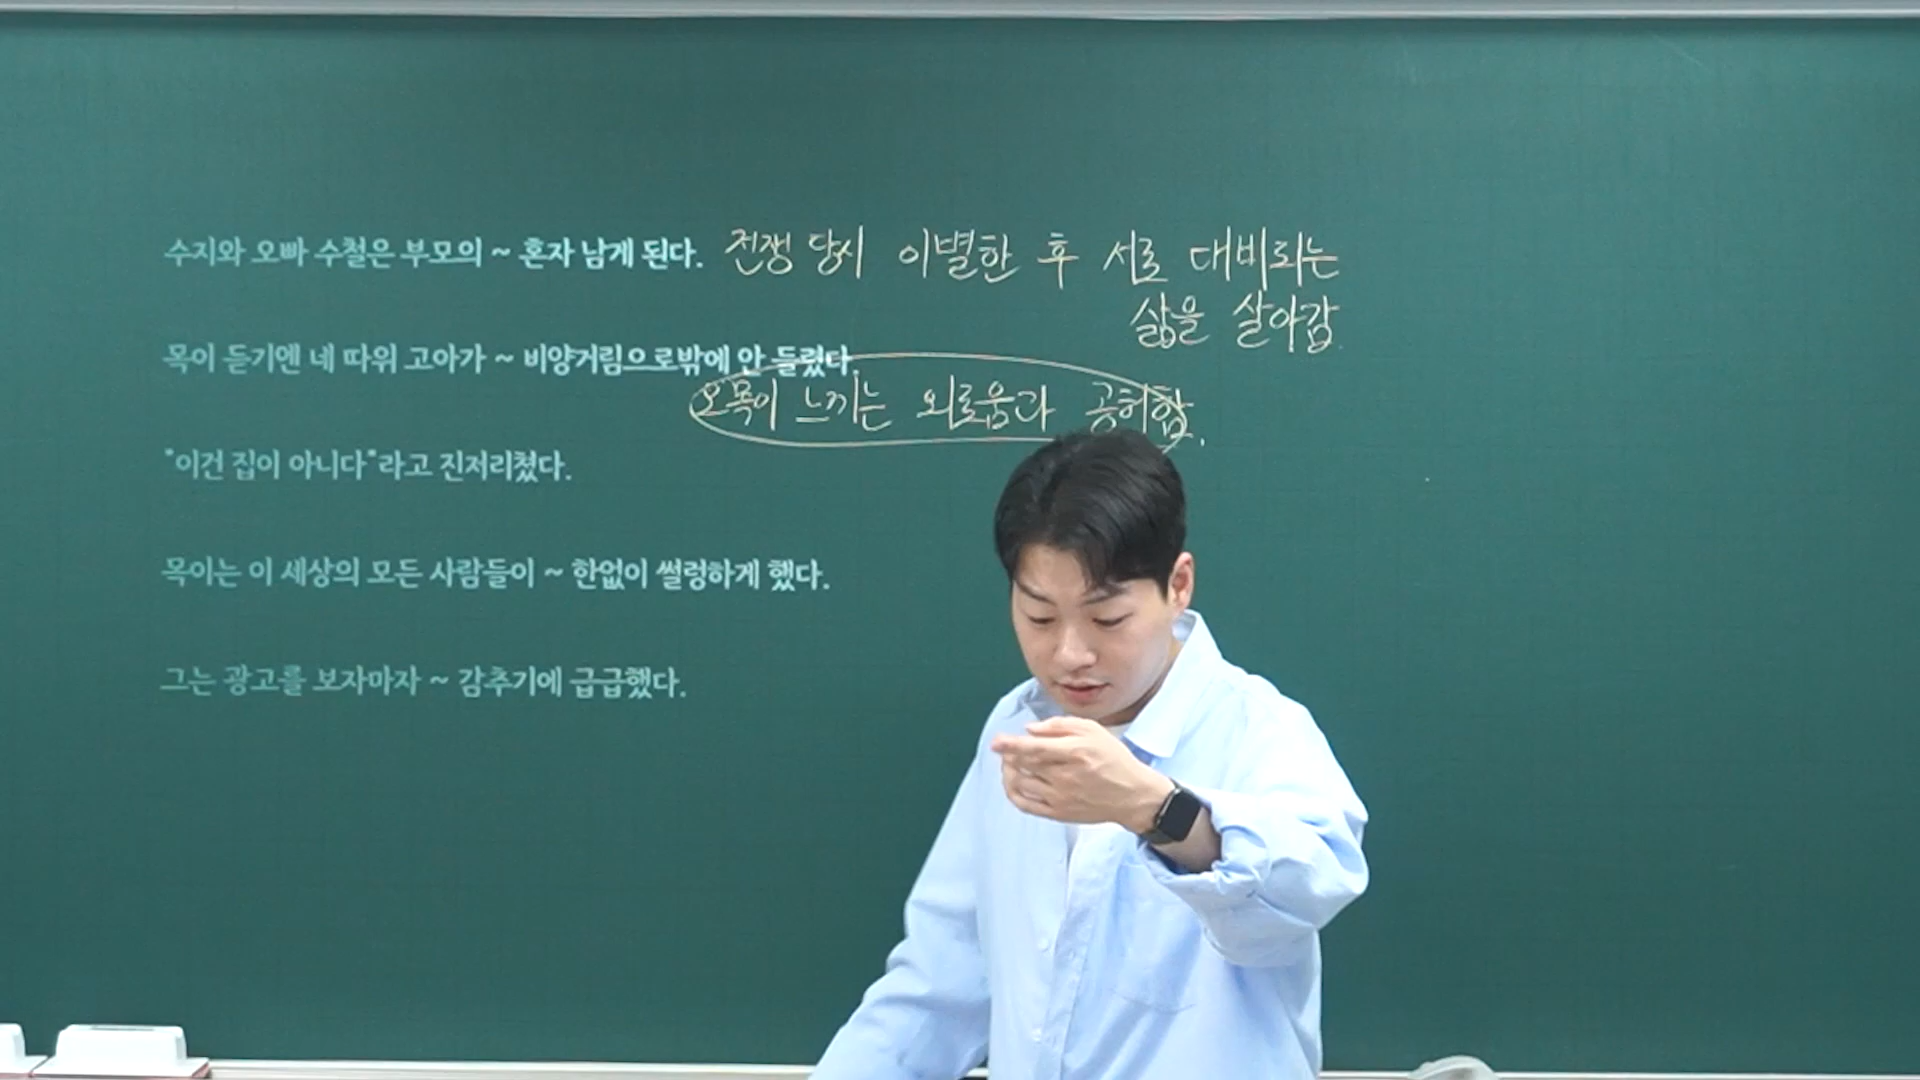 수지와 오빠 수철은 부모의 ~ 혼자 남게 된다. 전쟁 당시 이별한 후 서로 대비되는
삶을 살아감.
목이 듣기엔 네 따위 고아가 ~ 비양거림으로밖에 안 들렸다.
오목이 느끼는 외로움과 공허함.
"이건 집이 아니다"라고 진저리쳤다.
목이는 이 세상의 모든 사람들이 ~ 한없이 썰렁하게 했다.
그는 광고를 보자마자 ~ 감추기에 급급했다.